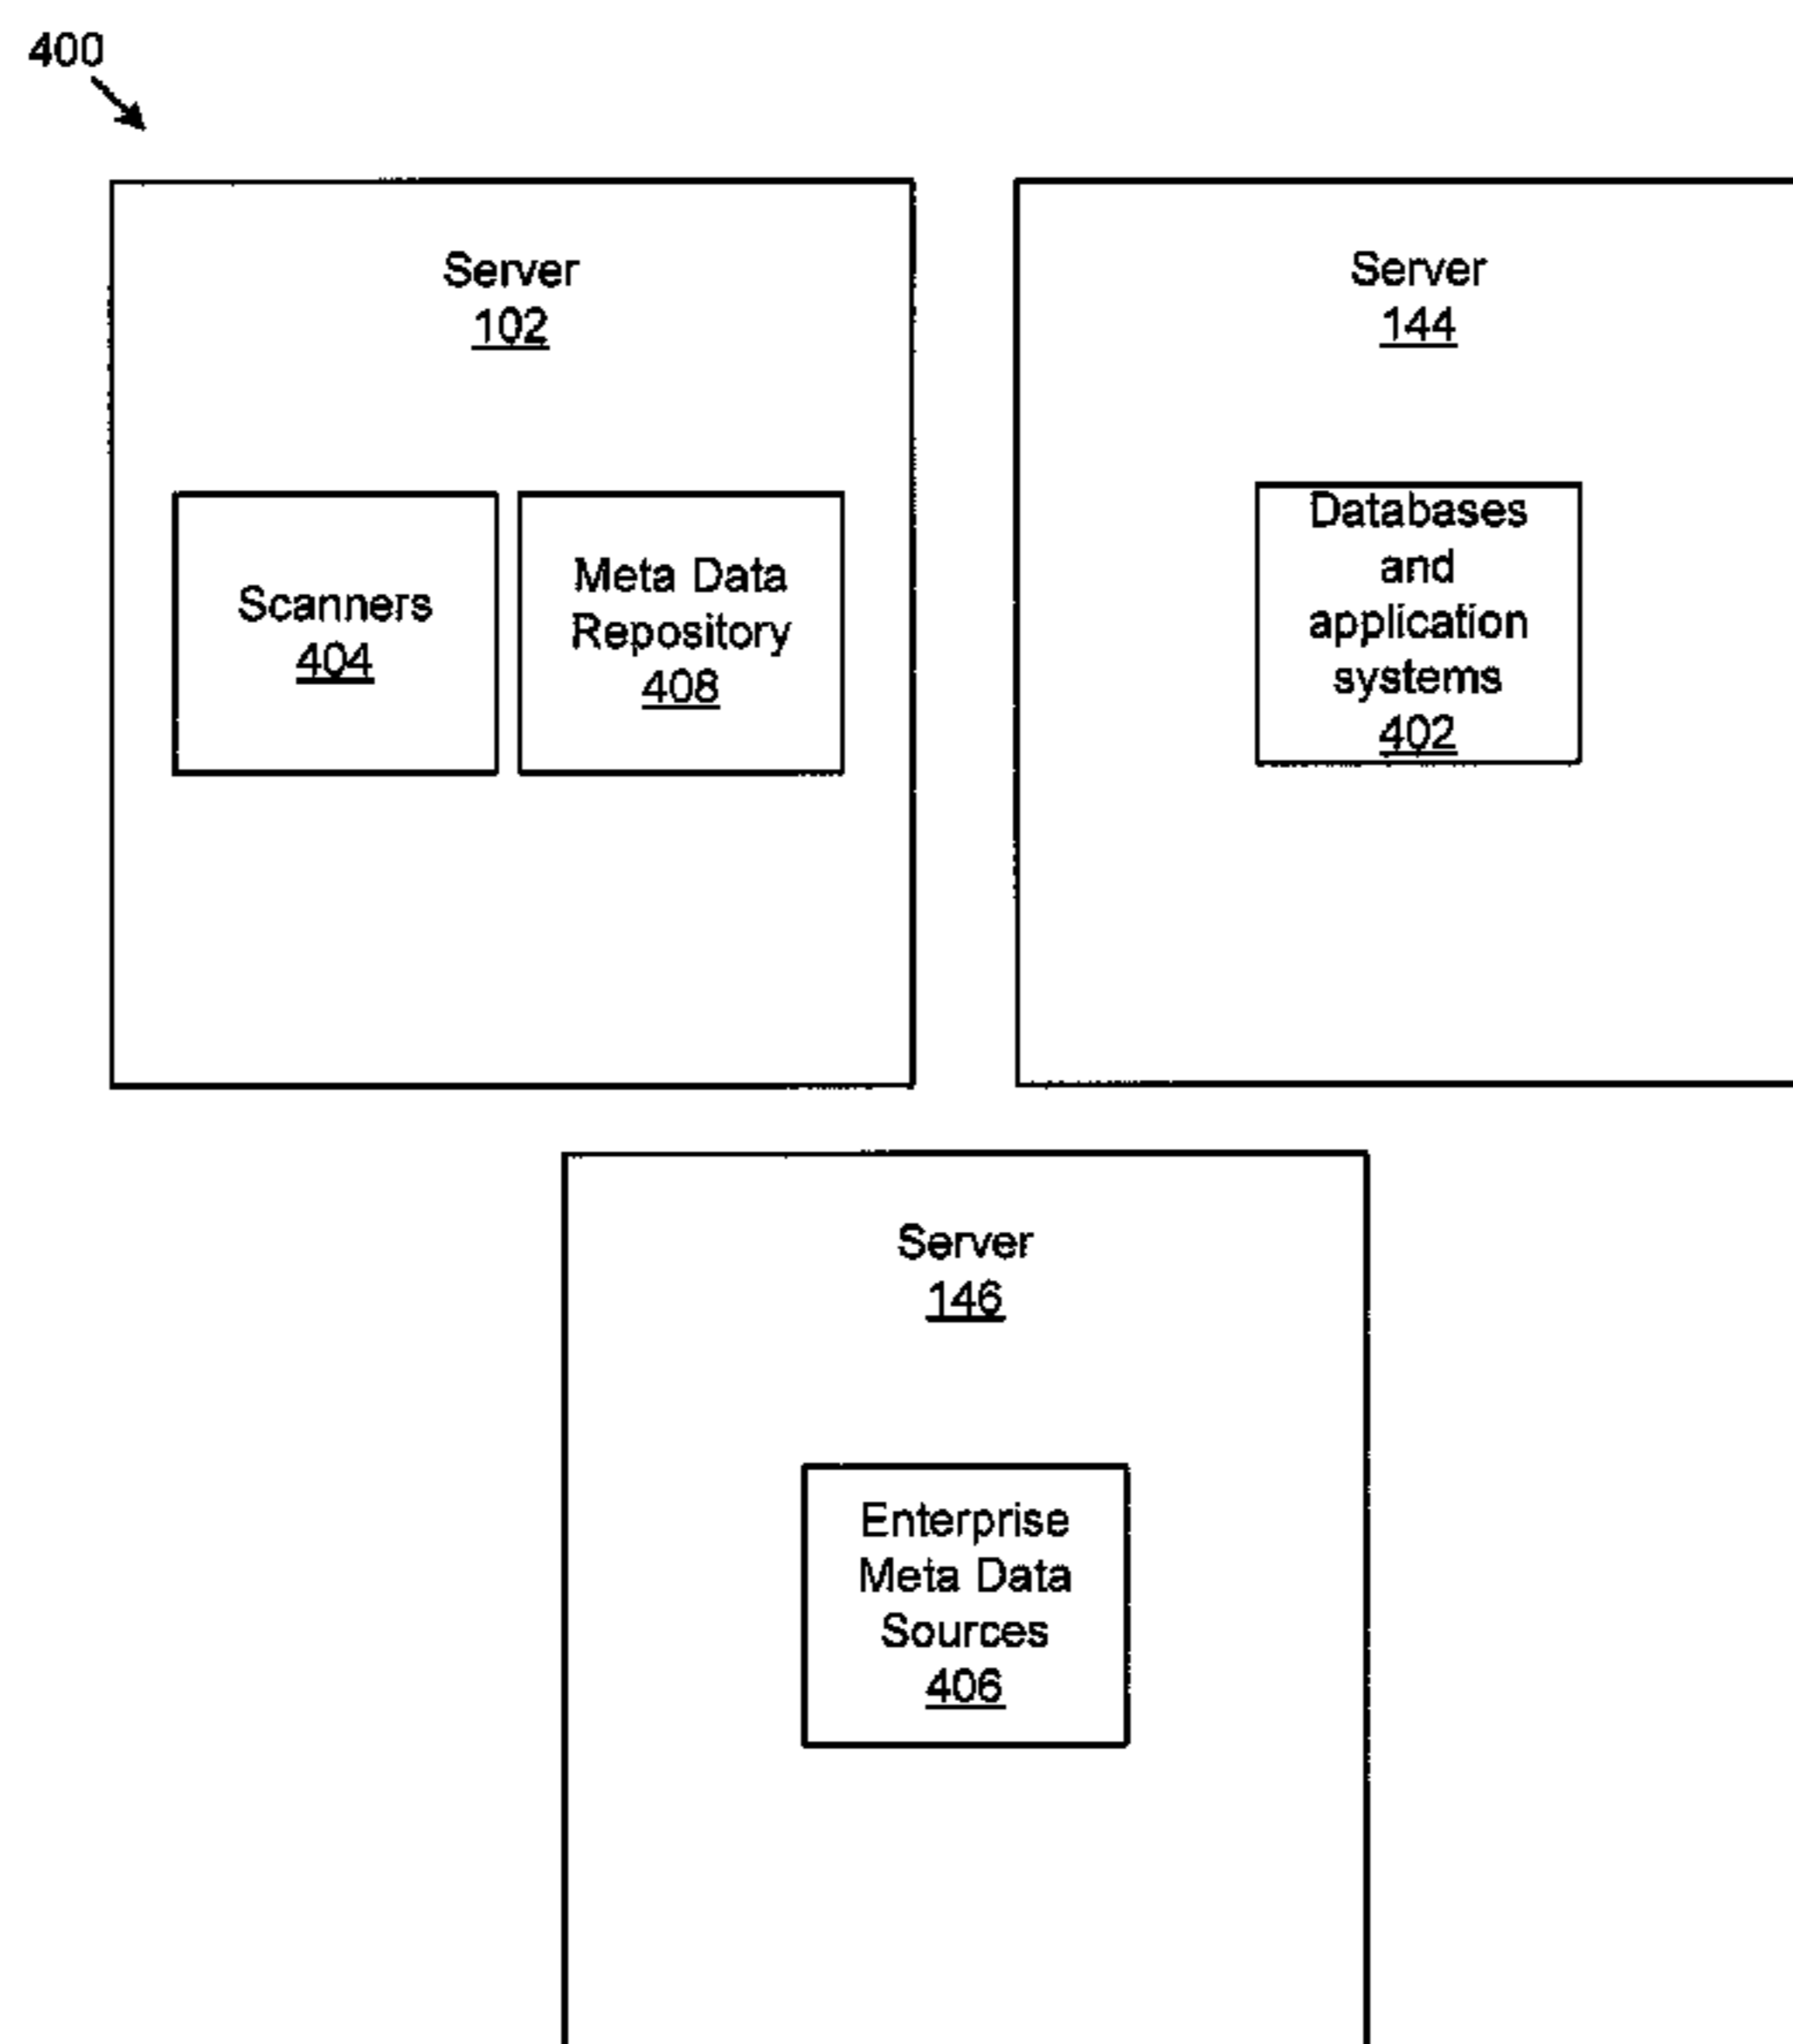 400
Server
102
Scanners
404
Meta Data
Repository
408
Server
144
Databases
and
application
systems
402
Server
146
Enterprise
Meta Data
Sources
406